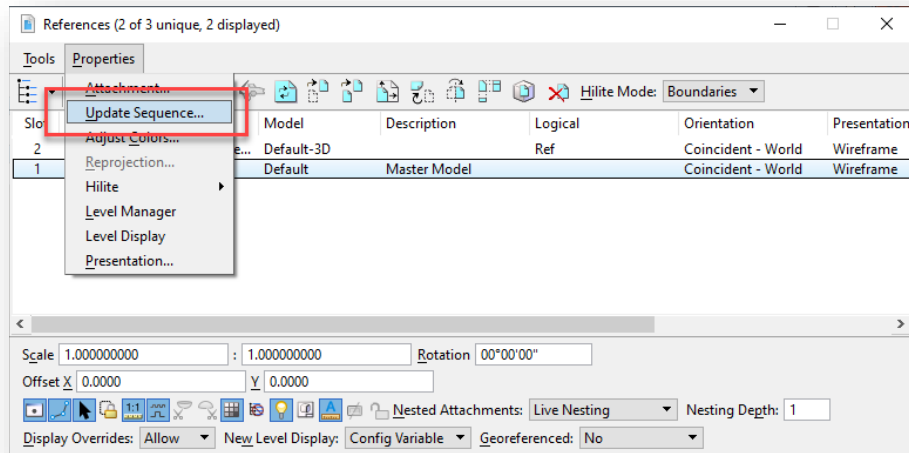 References (2 of 3 unique, 2 displayed)
Tools Properties
Hilite Mode: Boundaries
Attachment...
Update Sequence...
Adjust Colors...
Reprojection...
Hilite
Level Manager
Level Display
Presentation...
Slot Model Description Logical Orientation Presentation
2 e... Default-3D Ref Coincident - World Wireframe
1 Default Master Model Coincident - World Wireframe
Scale 1.000000000 : 1.000000000 Rotation 00°00'00"
Offset X 0.0000 Y 0.0000
1:1 A Nested Attachments: Live Nesting Nesting Depth: 1
Display Overrides: Allow New Level Display: Config Variable Georeferenced: No